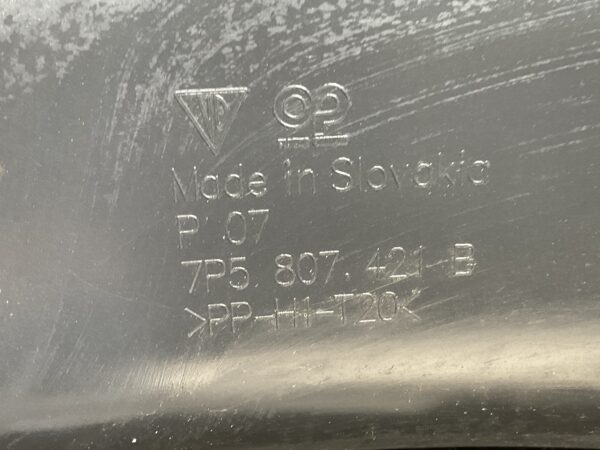 Made in Slovakia
P 07
7P5. 807. 421 B
>PP-H1-T20<